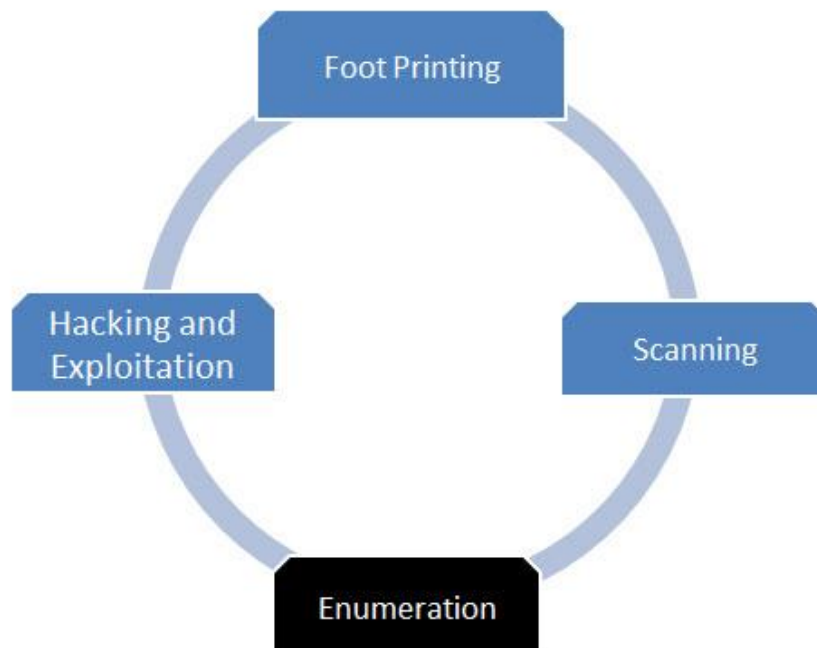 Foot Printing
Scanning
Enumeration
Hacking and
Exploitation